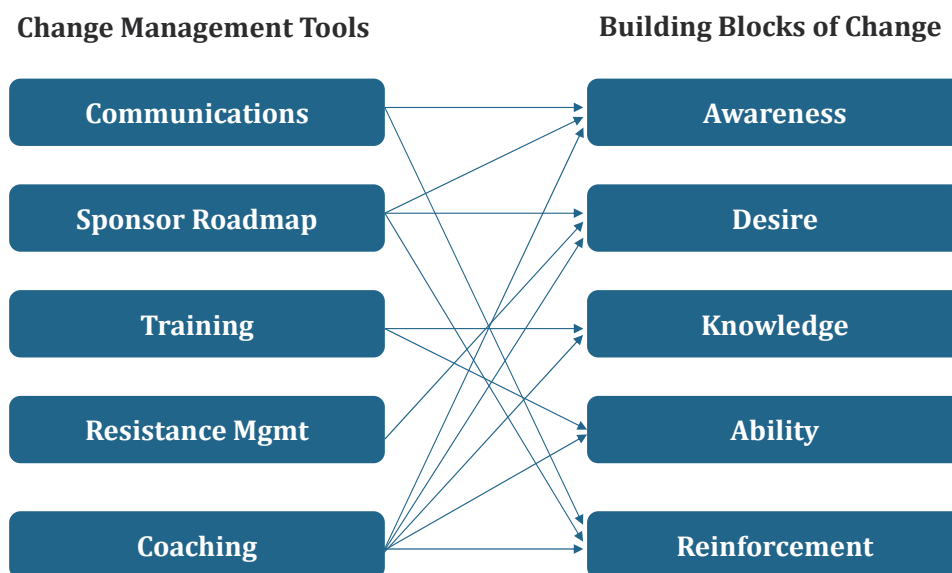 Change Management Tools
Building Blocks of Change
Communications
Awareness
Sponsor Roadmap
Desire
Training
Knowledge
Resistance Mgmt
Ability
Coaching
Reinforcement